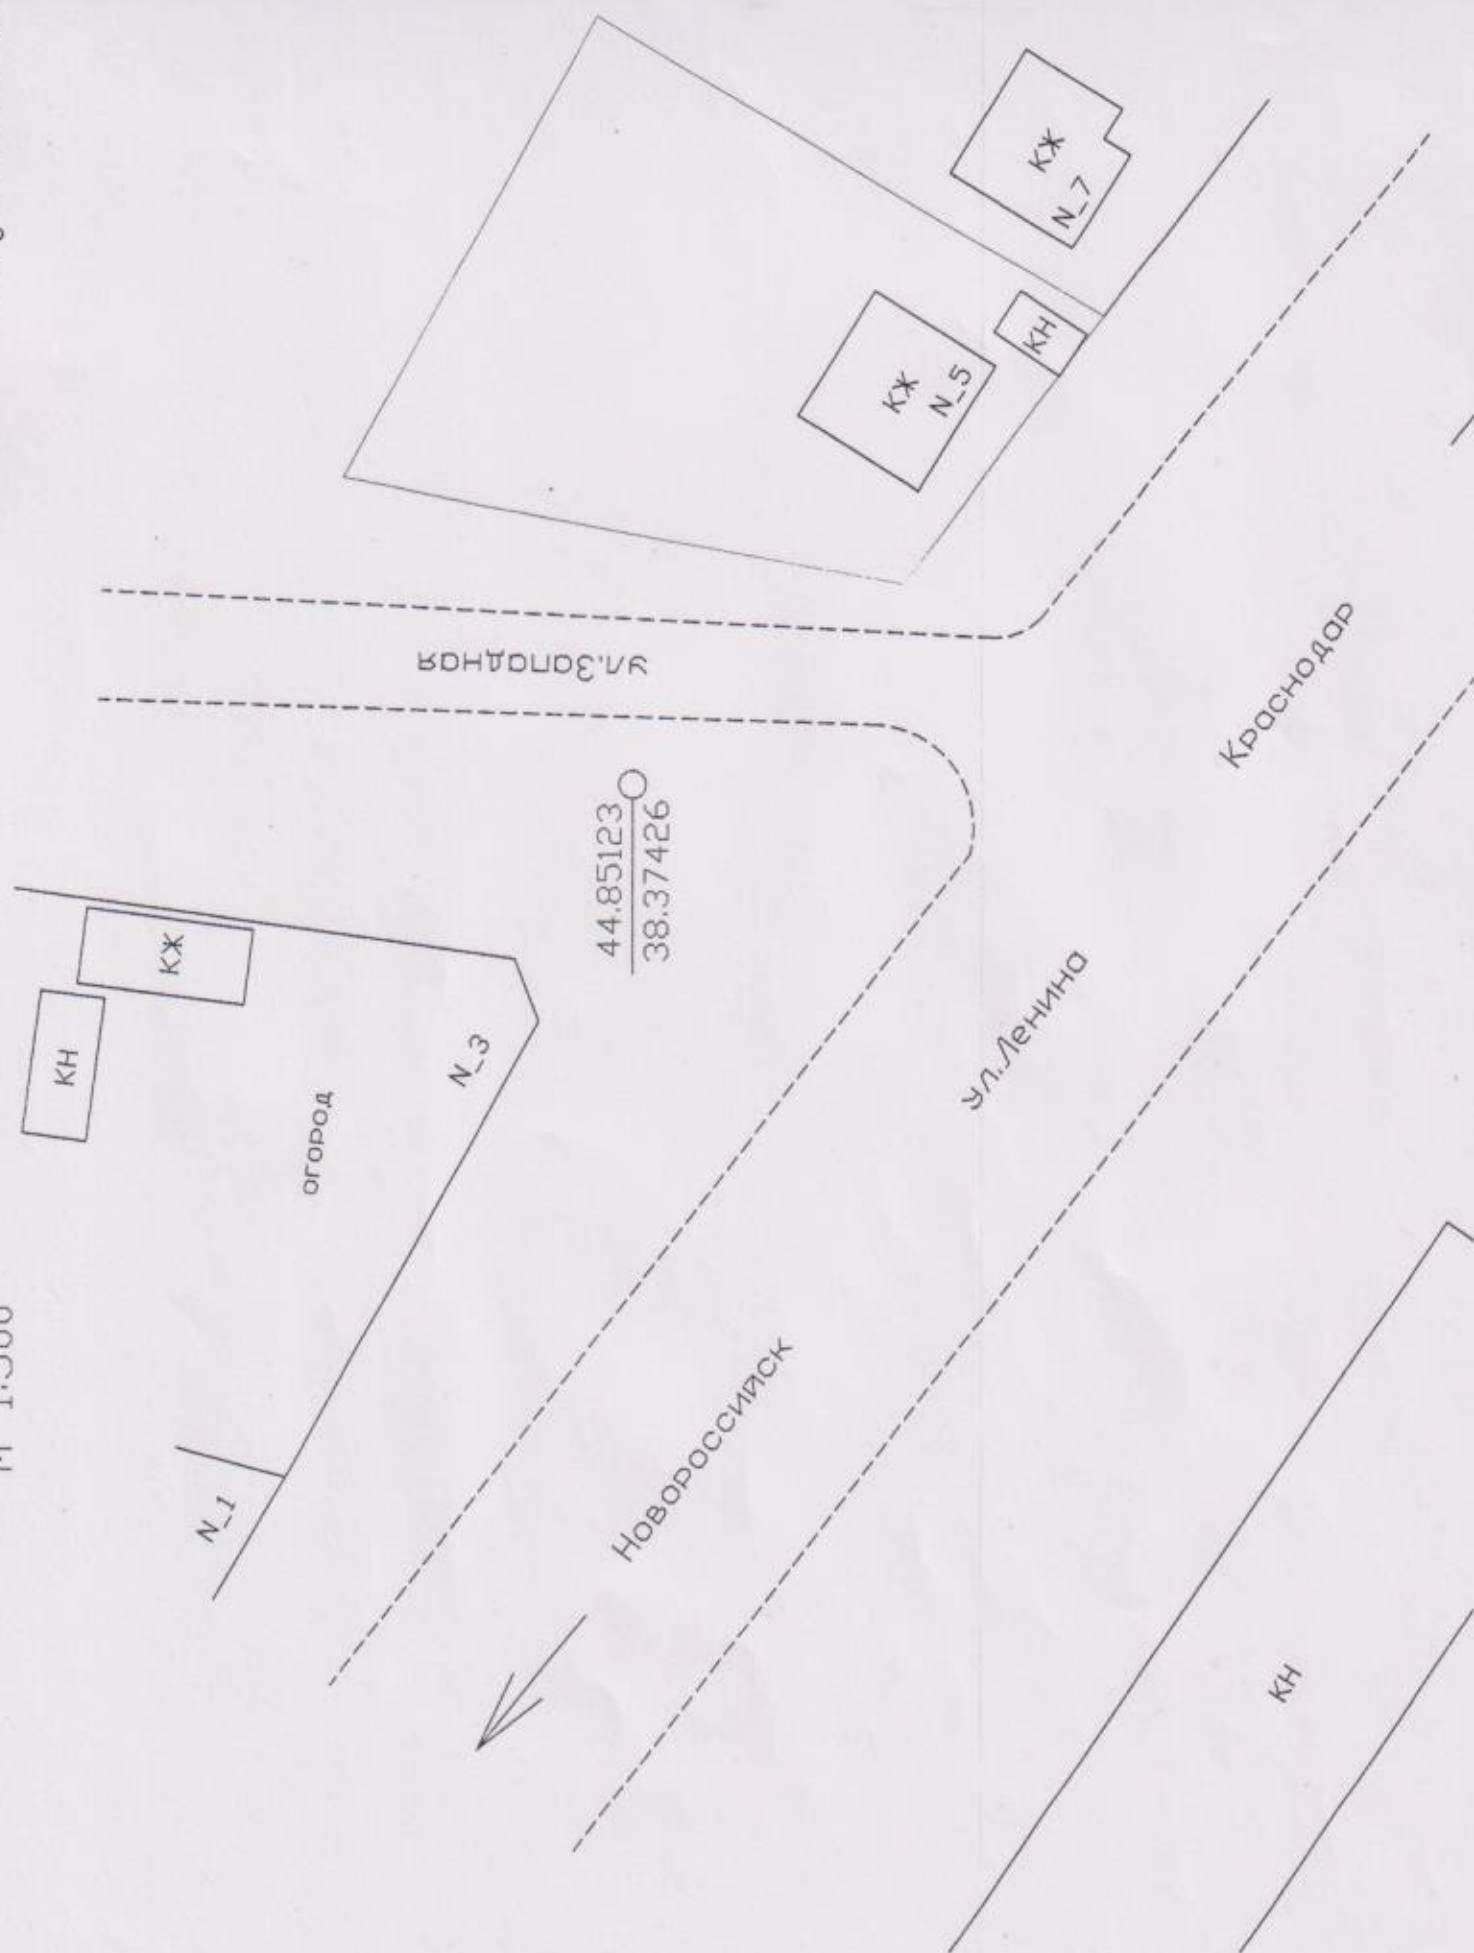 М 1:500
КН
КЖ
огород
N_3
N_1
44.85123
38.37426
ул.Западная
КЖ
N_5
КН
КЖ
N_7
Краснодар
ул.Ленина
Новороссийск
КН